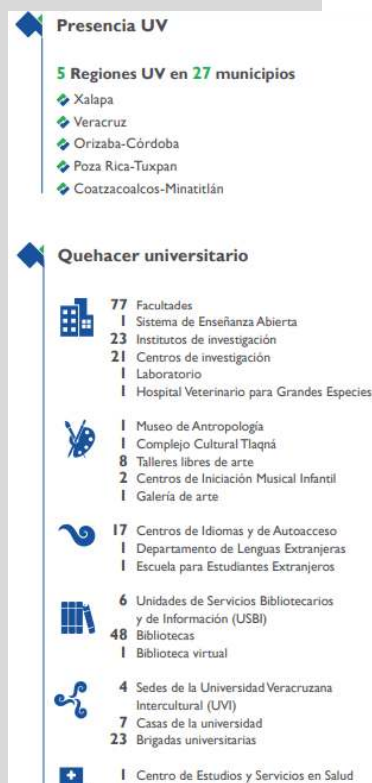 Presencia UV
5 Regiones UV en 27 municipios
Xalapa
Veracruz
Orizaba-Córdoba
Poza Rica-Tuxpan
Coatzacoalcos-Minatitlán
Quehacer universitario
77 Facultades
1 Sistema de Enseñanza Abierta
23 Institutos de investigación
21 Centros de investigación
1 Laboratorio
1 Hospital Veterinario para Grandes Especies
1 Museo de Antropología
1 Complejo Cultural Tlaqná
8 Talleres libres de arte
2 Centros de Iniciación Musical Infantil
1 Galería de arte
17 Centros de Idiomas y de Autoacceso
1 Departamento de Lenguas Extranjeras
1 Escuela para Estudiantes Extranjeros
6 Unidades de Servicios Bibliotecarios
y de Información (USBI)
48 Bibliotecas
1 Biblioteca virtual
4 Sedes de la Universidad Veracruzana
Intercultural (UVI)
7 Casas de la universidad
23 Brigadas universitarias
1 Centro de Estudios y Servicios en Salud